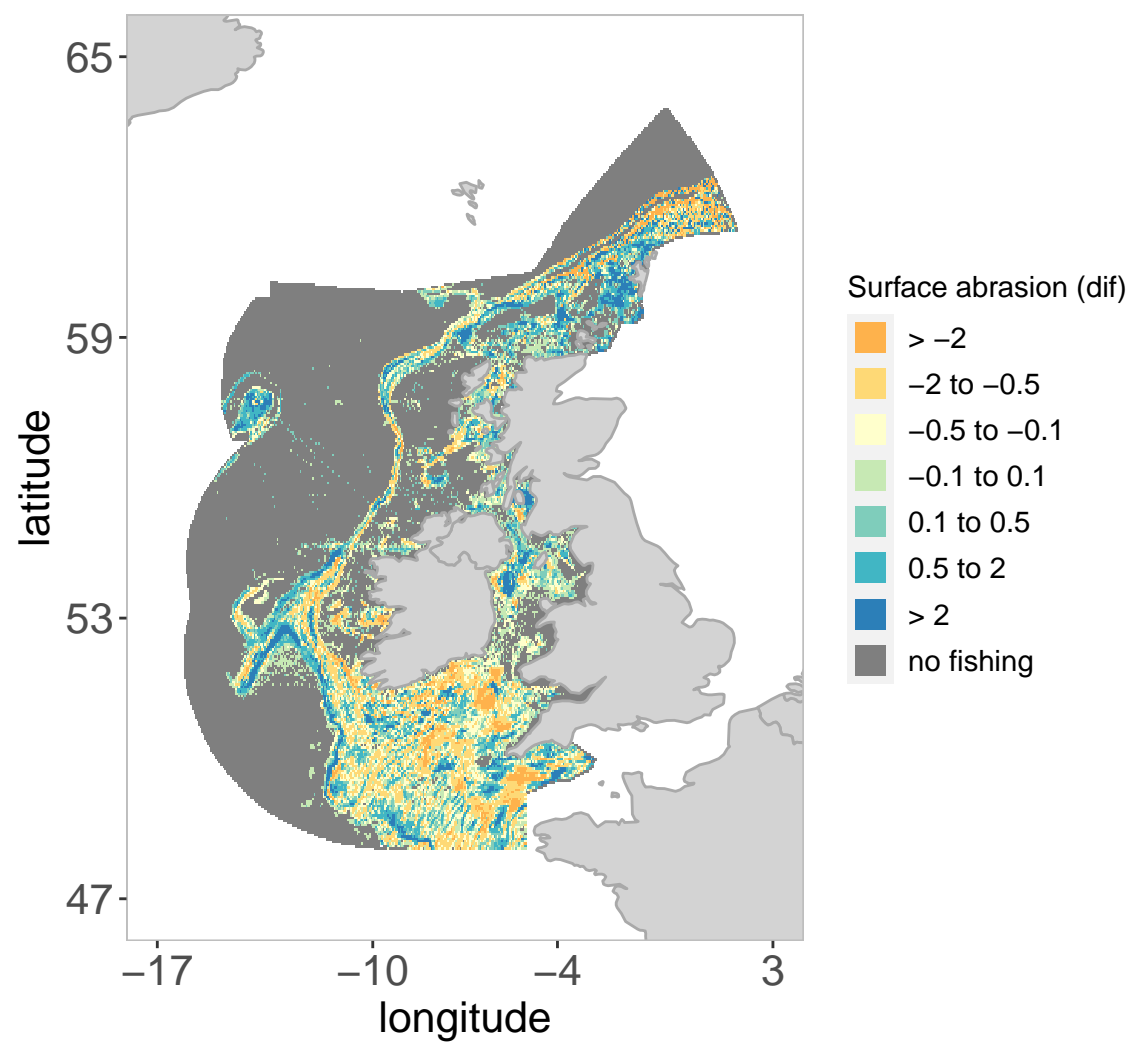 65
59
53
47
−17
−10
−4
3
longitude
latitude
Surface abrasion (dif)
> −2
−2 to −0.5
−0.5 to −0.1
−0.1 to 0.1
0.1 to 0.5
0.5 to 2
> 2
no fishing